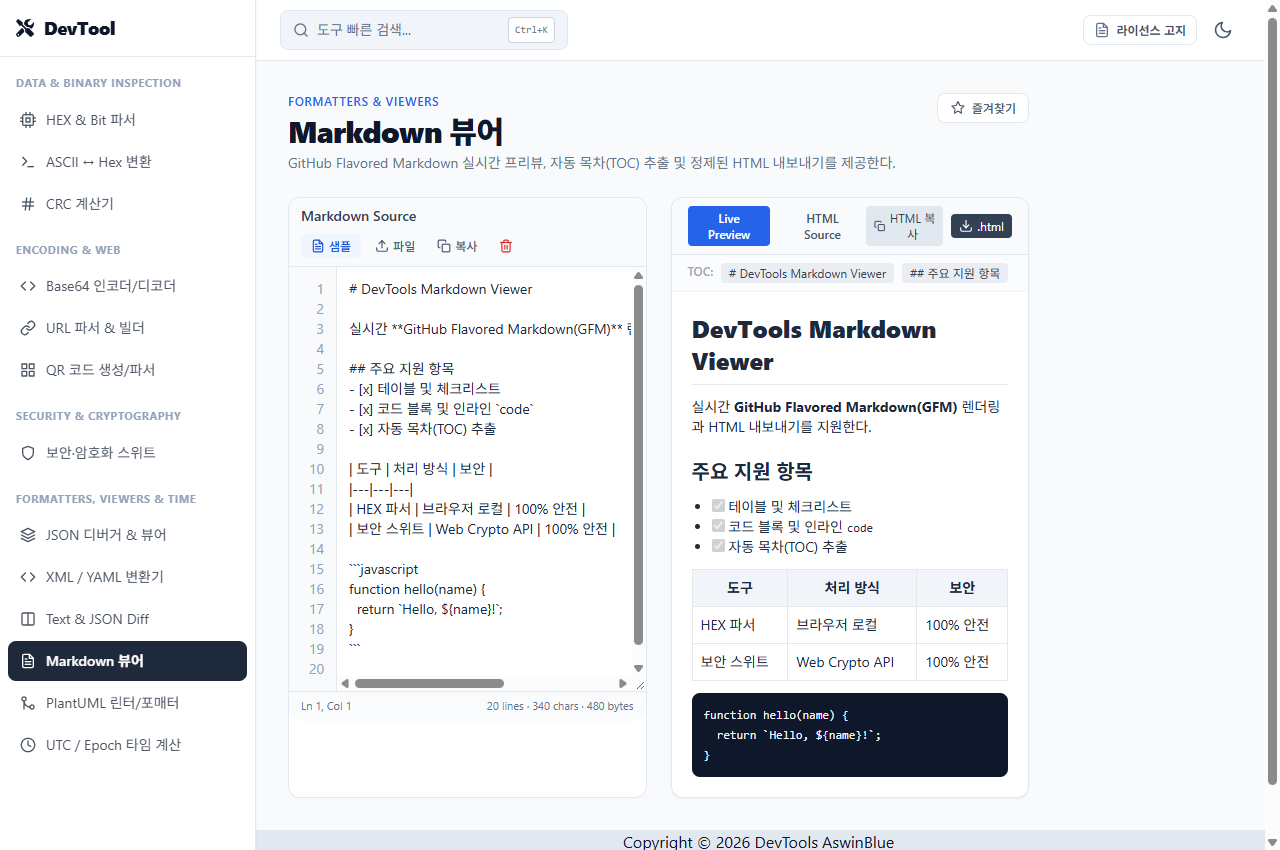 DevTool
도구 빠른 검색...
Ctrl+K
라이선스 고지
DATA & BINARY INSPECTION
HEX & Bit 파서
ASCII ↔ Hex 변환
CRC 계산기
ENCODING & WEB
Base64 인코더/디코더
URL 파서 & 빌더
QR 코드 생성/파서
SECURITY & CRYPTOGRAPHY
보안·암호화 스위트
FORMATTERS, VIEWERS & TIME
JSON 디버거 & 뷰어
XML / YAML 변환기
Text & JSON Diff
Markdown 뷰어
PlantUML 린터/포매터
UTC / Epoch 타임 계산
FORMATTERS & VIEWERS
즐겨찾기
Markdown 뷰어
GitHub Flavored Markdown 실시간 프리뷰, 자동 목차(TOC) 추출 및 정제된 HTML 내보내기를 제공한다.
Markdown Source
샘플
파일
복사
1 # DevTools Markdown Viewer
2
3 실시간 **GitHub Flavored Markdown(GFM)**
4
5 ## 주요 지원 항목
6 - [x] 테이블 및 체크리스트
7 - [x] 코드 블록 및 인라인 `code`
8 - [x] 자동 목차(TOC) 추출
9
10 | 도구 | 처리 방식 | 보안 |
11 |---|---|---|
12 | HEX 파서 | 브라우저 로컬 | 100% 안전 |
13 | 보안 스위트 | Web Crypto API | 100% 안전 |
14
15 ```javascript
16 function hello(name) {
17 return `Hello, ${name}!`;
18 }
19 ```
20
Ln 1, Col 1
20 lines · 340 chars · 480 bytes
Live
Preview
HTML
Source
HTML 복
사
.html
TOC:
# DevTools Markdown Viewer
## 주요 지원 항목
DevTools Markdown
Viewer
실시간 GitHub Flavored Markdown(GFM) 렌더링
과 HTML 내보내기를 지원한다.
주요 지원 항목
테이블 및 체크리스트
코드 블록 및 인라인 code
자동 목차(TOC) 추출
도구 처리 방식 보안
HEX 파서 브라우저 로컬 100% 안전
보안 스위트 Web Crypto API 100% 안전
function hello(name) {
return `Hello, ${name}!`;
}
Copyright © 2026 DevTools AswinBlue